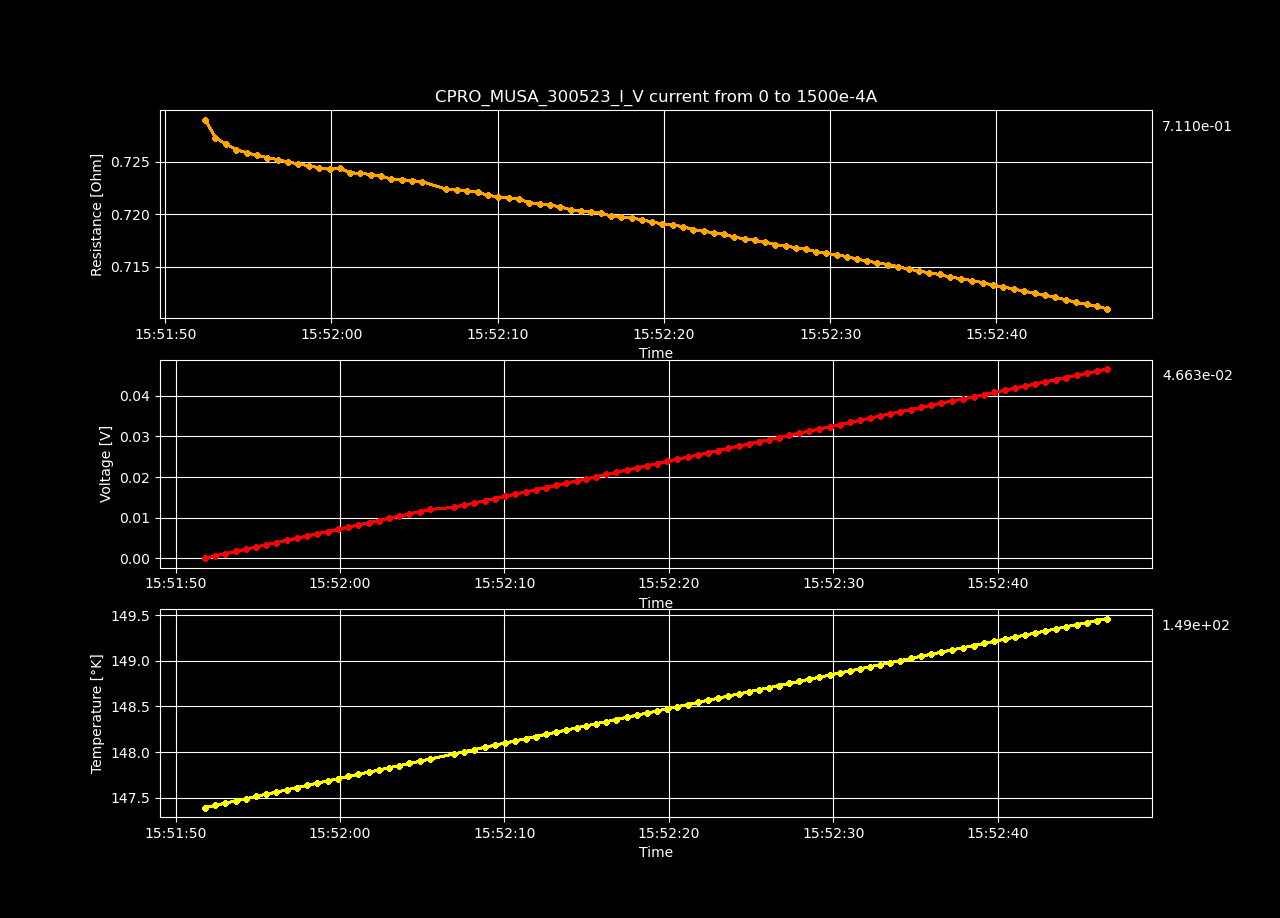 CPRO_MUSA_300523_I_V current from 0 to 1500e-4A
7.110e-01
Resistance [Ohm]
0.725
0.720
0.715
15:51:50 15:52:00 15:52:10 15:52:20 15:52:30 15:52:40
Time
4.663e-02
Voltage [V]
0.04
0.03
0.02
0.01
0.00
15:51:50 15:52:00 15:52:10 15:52:20 15:52:30 15:52:40
Time
1.49e+02
Temperature [°K]
149.5
149.0
148.5
148.0
147.5
15:51:50 15:52:00 15:52:10 15:52:20 15:52:30 15:52:40
Time